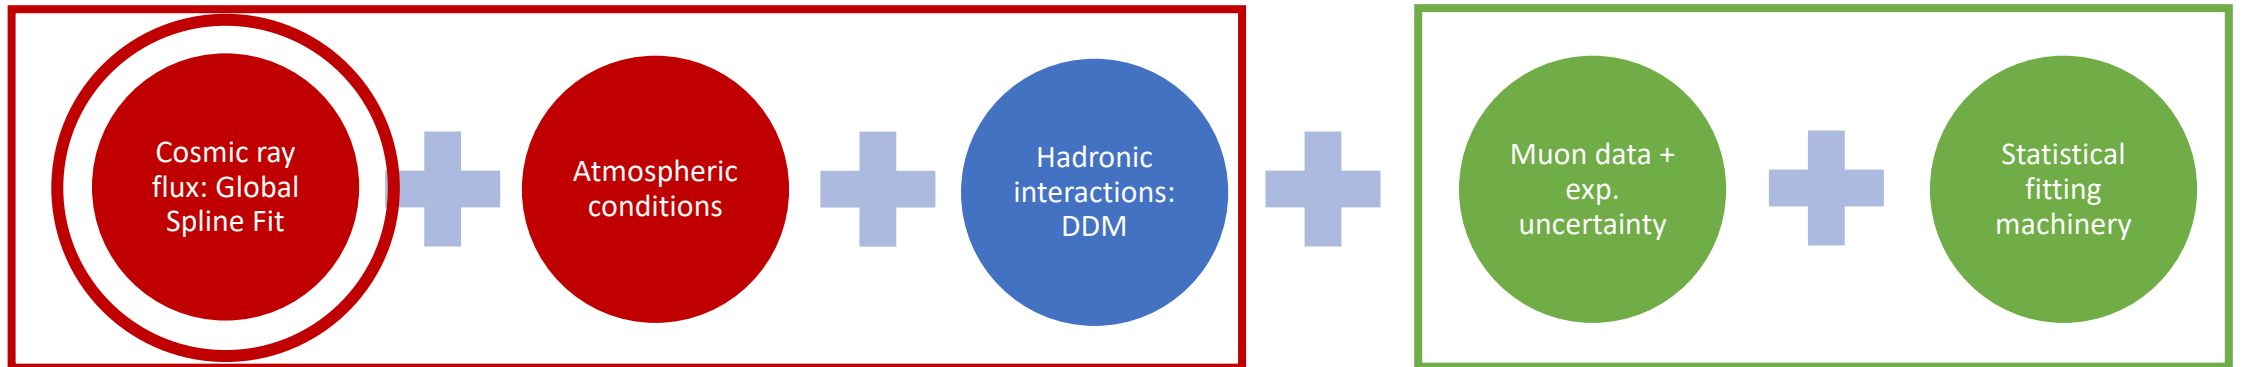 Cosmic ray
flux: Global
Spline Fit
Atmospheric
conditions
Hadronic
interactions:
DDM
Muon data +
exp.
uncertainty
Statistical
fitting
machinery